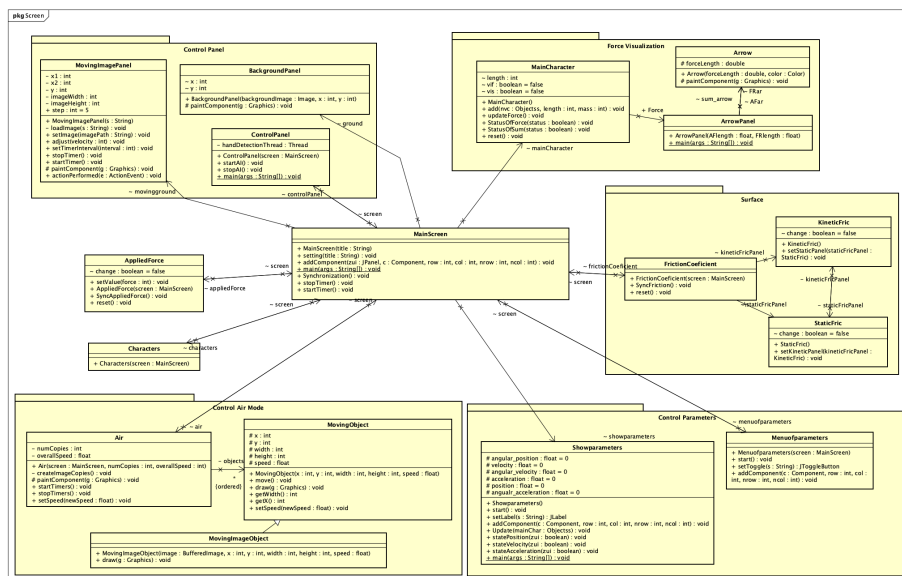 pkg Screen
Control Panel
MovingImagePanel
~ x1 : int
~ x2 : int
~ y : int
~ imageWidth : int
~ imageHeight : int
+ step : int = 5
+ MovingImagePanel(s : String)
~ loadImage(s : String) : void
+ setImage(imagePath : String) : void
+ adjust(velocity : int) : void
+ setTimerInterval(interval : int) : void
+ stopTimer() : void
+ startTimer() : void
# paintComponent(g : Graphics) : void
+ actionPerformed(e : ActionEvent) : void
BackgroundPanel
~ x : int
~ y : int
+ BackgroundPanel(backgroundImage : Image, x : int, y : int)
# paintComponent(g : Graphics) : void
ControlPanel
~ handDetectionThread : Thread
+ ControlPanel(screen : MainScreen)
+ startAI() : void
+ stopAI() : void
+ main(args : String[]) : void
~ ground
~ movingground
~ controlPanel
~ screen
Force Visualization
MainCharacter
~ length : int
~ vif : boolean = false
~ vis : boolean = false
+ MainCharacter()
+ add(nvc : Objectss, length : int, mass : int) : void
+ updateForce() : void
+ StatusOfForce(status : boolean) : void
+ StatusOfSum(status : boolean) : void
+ reset() : void
Arrow
# forceLength : double
+ Arrow(forceLength : double, color : Color)
# paintComponent(g : Graphics) : void
~ FRar
~ sum_arrow
~ AFar
+ Force
ArrowPanel
+ ArrowPanel(AFlength : float, FRlength : float)
+ main(args : String[]) : void
~ mainCharacter
MainScreen
+ MainScreen(title : String)
+ setting(title : String) : void
+ addComponent(zui : JPanel, c : Component, row : int, col : int, nrow : int, ncol : int) : void
+ main(args : String[]) : void
+ Synchronization() : void
+ stopTimer() : void
+ startTimer() : void
AppliedForce
~ change : boolean = false
+ setValue(force : int) : void
+ AppliedForce(screen : MainScreen)
+ SyncAppliedForce() : void
+ reset() : void
~ screen
~ appliedForce
Characters
+ Characters(screen : MainScreen)
~ screen
~ screen
~ characters
Surface
KineticFric
~ change : boolean = false
+ KineticFric()
+ setStaticPanel(staticFricPanel :
StaticFric) : void
~ kineticFricPanel
FrictionCoeficient
+ FrictionCoeficient(screen : MainScreen)
+ SyncFriction() : void
+ reset() : void
~ frictionCoeficient
~ screen
~ kineticFricPanel
~ staticFricPanel
~ staticFricPanel
StaticFric
~ change : boolean = false
+ StaticFric()
+ setKineticPanel(kineticFricPanel :
KineticFric) : void
~ screen
Control Air Mode
~ air
Air
~ numCopies : int
~ overallSpeed : float
+ Air(screen : MainScreen, numCopies : int, overallSpeed : int)
~ createImageCopies() : void
# paintComponent(g : Graphics) : void
+ startTimers() : void
+ stopTimers() : void
+ setSpeed(newSpeed : float) : void
~ objects
*
(ordered)
MovingObject
# x : int
# y : int
# width : int
# height : int
# speed : float
+ MovingObject(x : int, y : int, width : int, height : int, speed : float)
+ move() : void
+ draw(g : Graphics) : void
+ getWidth() : int
+ getX() : int
+ setSpeed(newSpeed : float) : void
MovingImageObject
+ MovingImageObject(image : BufferedImage, x : int, y : int, width : int, height : int, speed : float)
+ draw(g : Graphics) : void
Control Parameters
~ menuofparameters
~ showparameters
Showparameters
# angular_position : float = 0
# velocity : float = 0
# angular_velocity : float = 0
# acceleration : float = 0
# position : float = 0
# angualr_acceleration : float = 0
+ Showparameters()
+ start() : void
+ setLabel(s : String) : JLabel
+ addComponent(c : Component, row : int, col : int, nrow : int, ncol : int) : void
+ Update(mainChar : Objectss) : void
+ statePosition(zui : boolean) : void
+ stateVelocity(zui : boolean) : void
+ stateAcceleration(zui : boolean) : void
+ main(args : String[]) : void
Menuofparameters
+ Menuofparameters(screen : MainScreen)
+ start() : void
+ setToggle(s : String) : JToggleButton
+ addComponent(c : Component, row : int, col :
int, nrow : int, ncol : int) : void